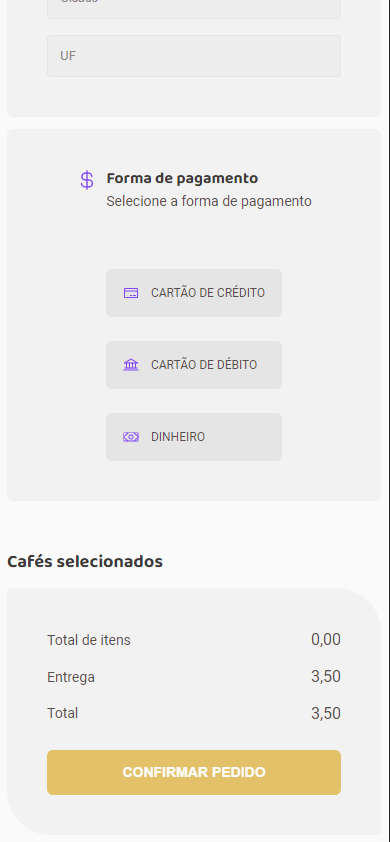 UF
Forma de pagamento
Selecione a forma de pagamento
CARTÃO DE CRÉDITO
CARTÃO DE DÉBITO
DINHEIRO
Cafés selecionados
Total de itens 0,00
Entrega 3,50
Total 3,50
CONFIRMAR PEDIDO